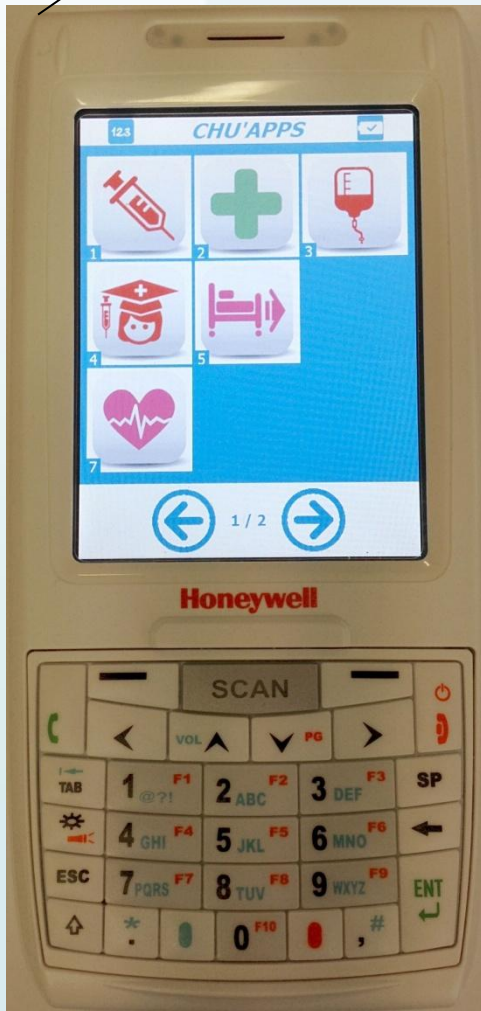 123 CHU'APPS
1 2 3
4 5
7
1 / 2
Honeywell
SCAN
VOL PG
TAB 1 @?! F1 2 ABC F2 3 DEF F3 SP
4 GHI F4 5 JKL F5 6 MNO F6
ESC 7 PQRS F7 8 TUV F8 9 WXYZ F9 ENT
* . 0 F10 , #